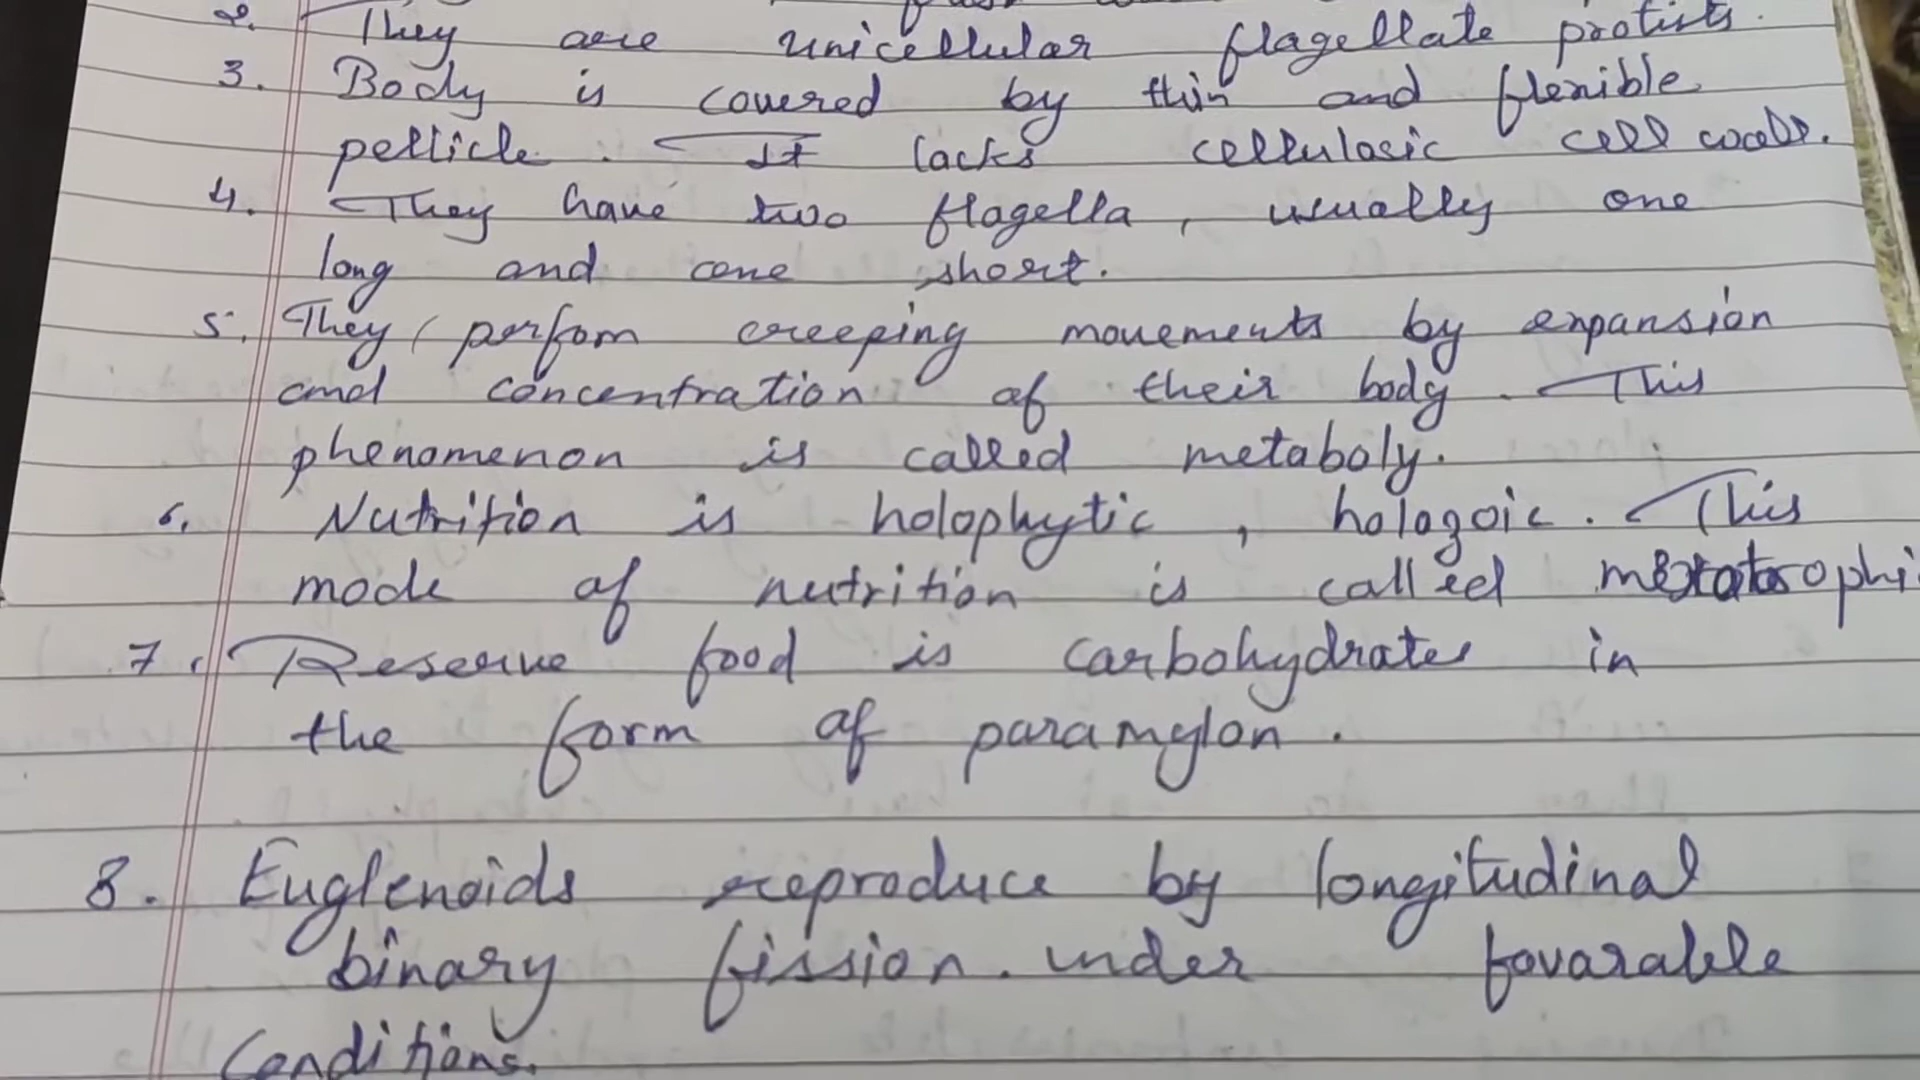 2. They are unicellular flagellate protists.
3. Body is covered by thin and flexible
pellicle. It lacks cellulosic cell walls.
4. They have two flagella, usually one
long and one short.
5. They perfom creeping movements by expansion
and concentration of their body. This
phenomenon is called metaboly.
6. Nutrition is holophytic, holozoic. This
mode of nutrition is called
7. Reserve food is carbohydrates in
the form of paramylon.
8. Euglenoids reproduce by longitudinal
binary fission. under favarable
Conditions.